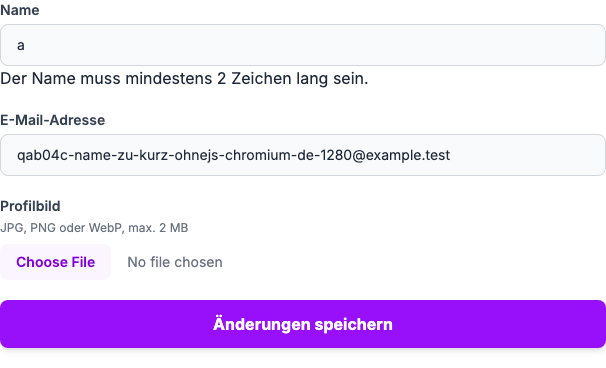 Name
a
Der Name muss mindestens 2 Zeichen lang sein.
E-Mail-Adresse
qab04c-name-zu-kurz-ohnejs-chromium-de-1280@example.test
Profilbild
JPG, PNG oder WebP, max. 2 MB
Choose File No file chosen
Änderungen speichern